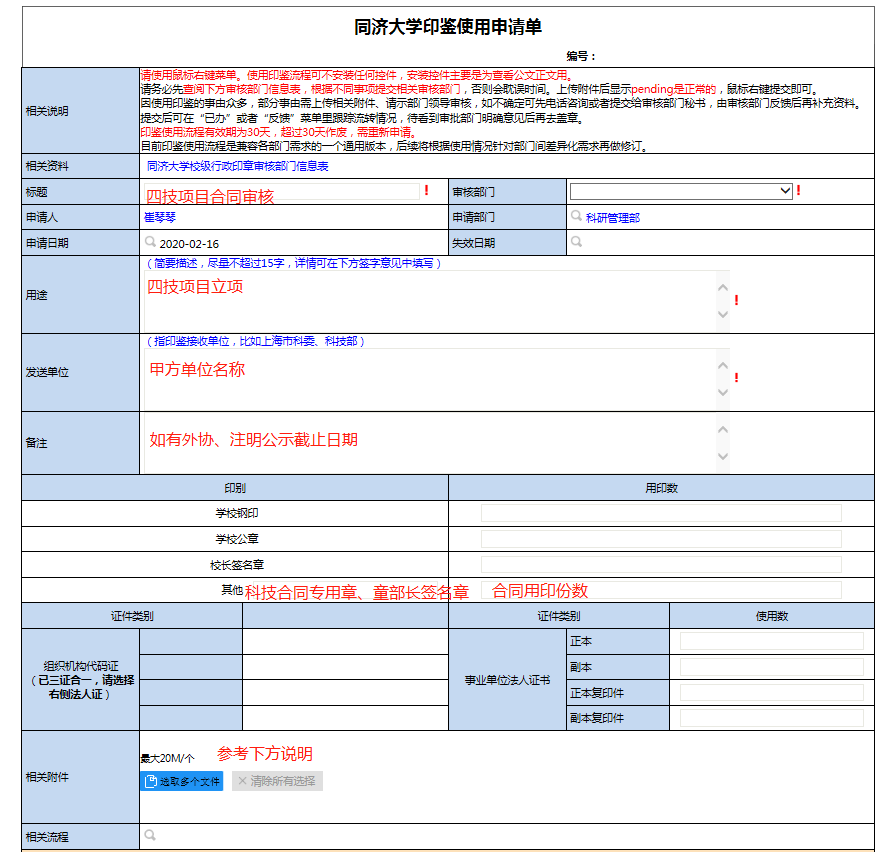 同济大学印鉴使用申请单
编号：
相关说明
请使用鼠标右键菜单。使用印鉴流程可不安装任何控件，安装控件主要是为查看公文正文用。
请务必先查阅下方审核部门信息表，根据不同事项提交相关审核部门，否则会耽误时间。上传附件后显示pending是正常的，鼠标右键提交即可。
因使用印鉴的事由众多，部分事由需上传相关附件、请示部门领导审核，如不确定可先电话咨询或者提交给审核部门秘书，由审核部门反馈后再补充资料。
提交后可在“已办”或者“反馈”菜单里跟踪流转情况，待看到审批部门明确意见后再去盖章。
印鉴使用流程有效期为30天，超过30天作废，需重新申请。
目前印鉴使用流程是兼容各部门需求的一个通用版本，后续将根据使用情况针对部门间差异化需求再做修订。
相关资料 同济大学校级行政印章审核部门信息表
标题 四技项目合同审核 ! 审核部门 !
申请人 崔琴琴 申请部门 科研管理部
申请日期 2020-02-16 失效日期
用途
（简要描述，尽量不超过15字，详情可在下方签字意见中填写）
四技项目立项
!
发送单位
（指印鉴接收单位，比如上海市科委、科技部）
甲方单位名称
!
备注 如有外协、注明公示截止日期
印别 用印数
学校钢印
学校公章
校长签名章
其他 科技合同专用章、童部长签名章 合同用印份数
证件类别 证件类别 使用数
组织机构代码证
（已三证合一，请选择
右侧法人证）
事业单位法人证书
正本
副本
正本复印件
副本复印件
相关附件
最大20M/个 参考下方说明
选取多个文件 × 清除所有选择
相关流程